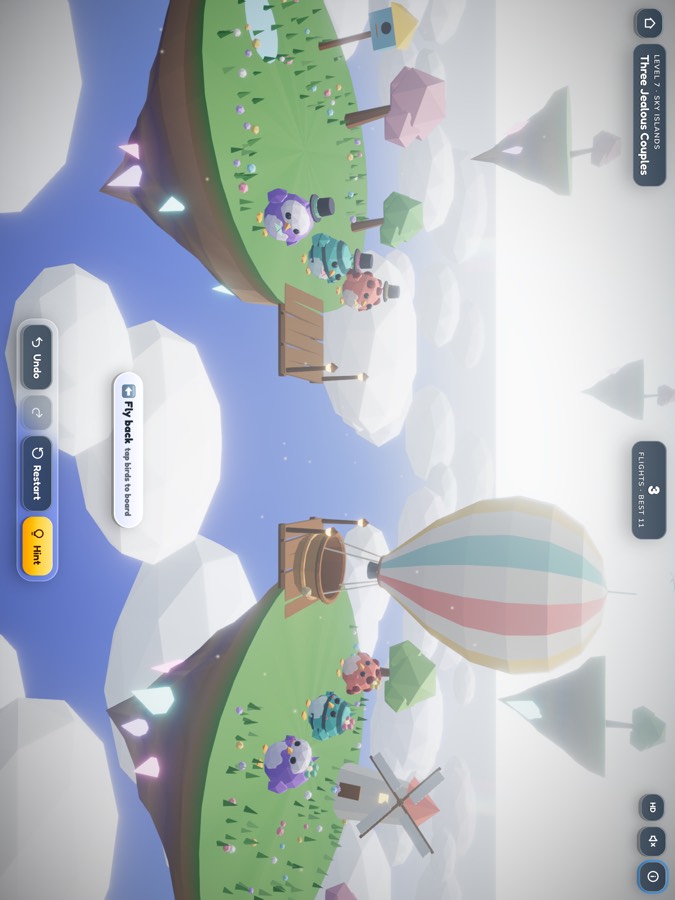 LEVEL 7 · SKY ISLANDS
Three Jealous Couples
3
FLIGHTS · BEST 11
HD
Fly back tap birds to board
Undo
Restart
Hint